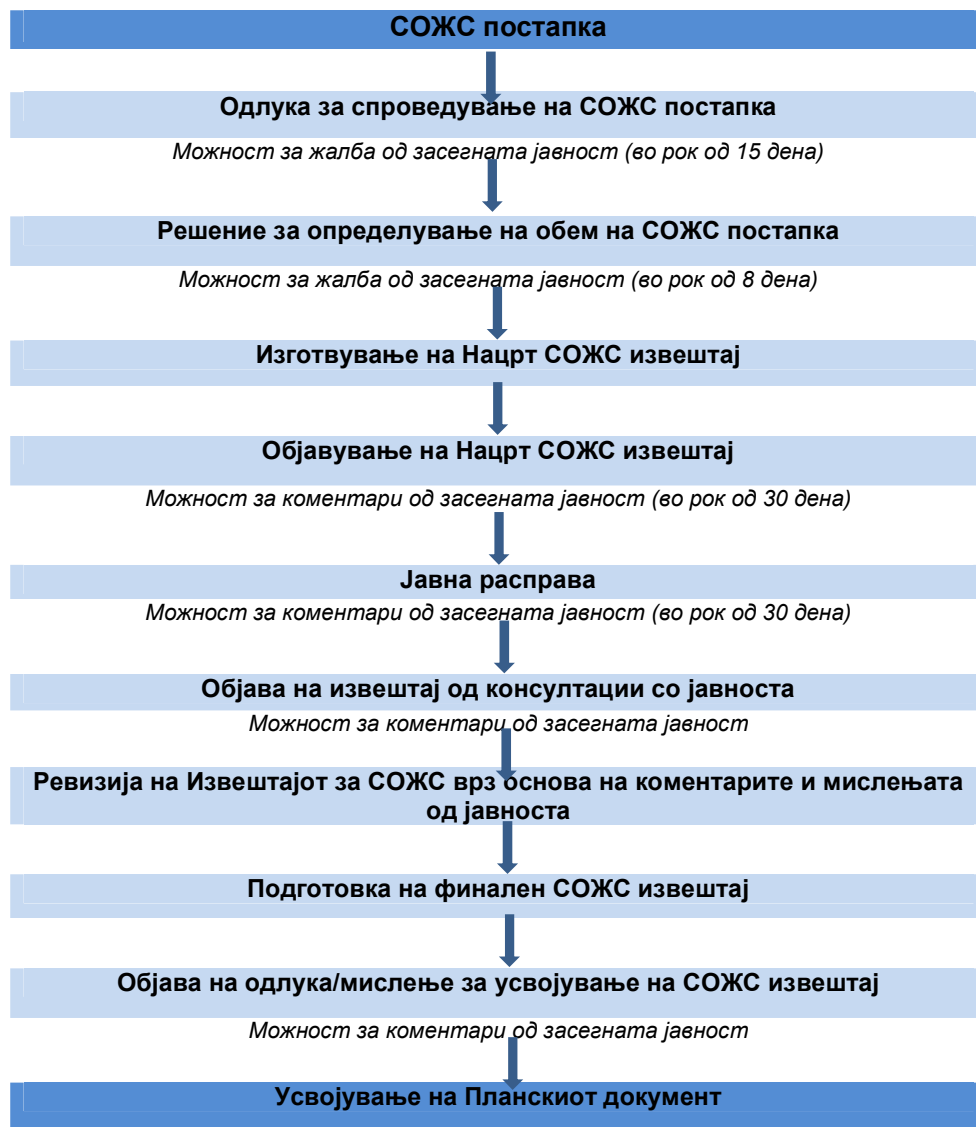 СОЖС постапка
Одлука за спроведување на СОЖС постапка
Можност за жалба од засегната јавност (во рок од 15 дена)
Решение за определување на обем на СОЖС постапка
Можност за жалба од засегната јавност (во рок од 8 дена)
Изготвување на Нацрт СОЖС извештај
Објавување на Нацрт СОЖС извештај
Можност за коментари од засегната јавност (во рок од 30 дена)
Јавна расправа
Можност за коментари од засегната јавност (во рок од 30 дена)
Објава на извештај од консултации со јавноста
Можност за коментари од засегната јавност
Ревизија на Извештајот за СОЖС врз основа на коментарите и мислењата
од јавноста
Подготовка на финален СОЖС извештај
Објава на одлука/мислење за усвојување на СОЖС извештај
Можност за коментари од засегната јавност
Усвојување на Планскиот документ